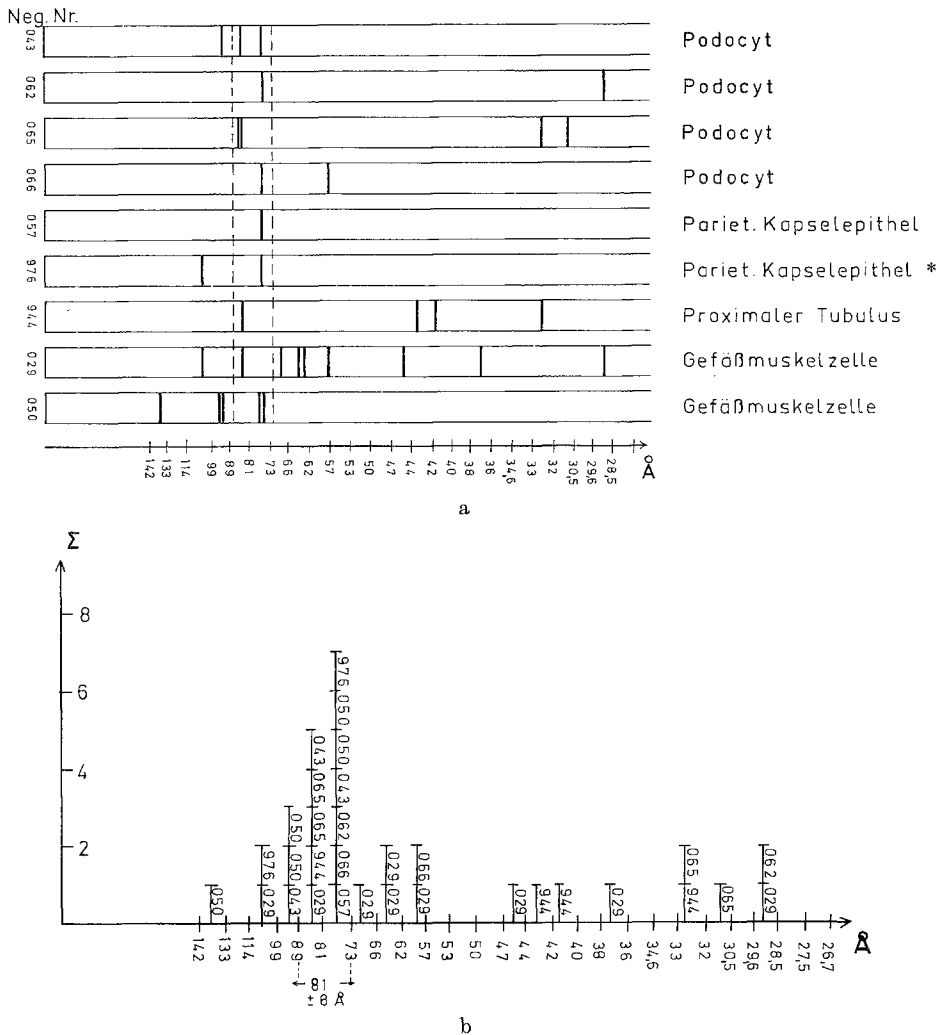 Neg. Nr.
043 Podocyt
062 Podocyt
065 Podocyt
066 Podocyt
057 Pariet. Kapselepithel
976 Pariet. Kapselepithel *
944 Proximaler Tubulus
029 Gefäßmuskelzelle
050 Gefäßmuskelzelle
142 133 114 99 89 81 73 66 62 57 53 50 47 44 42 40 38 36 34,6 33 32 30,5 29,6 28,5 Å
a
Σ
8
6
4
2
050
976,029
050,050,043
043,065,065,944,029
976,050,050,043,062,066,057
029
029,029
066,029
029
944
944
029
065,944
065
062,029
142 133 114 99 89 81 73 66 62 57 53 50 47 44 42 40 38 36 34,6 33 32 30,5 29,6 28,5 27,5 26,7 Å
81
± 8 Å
b